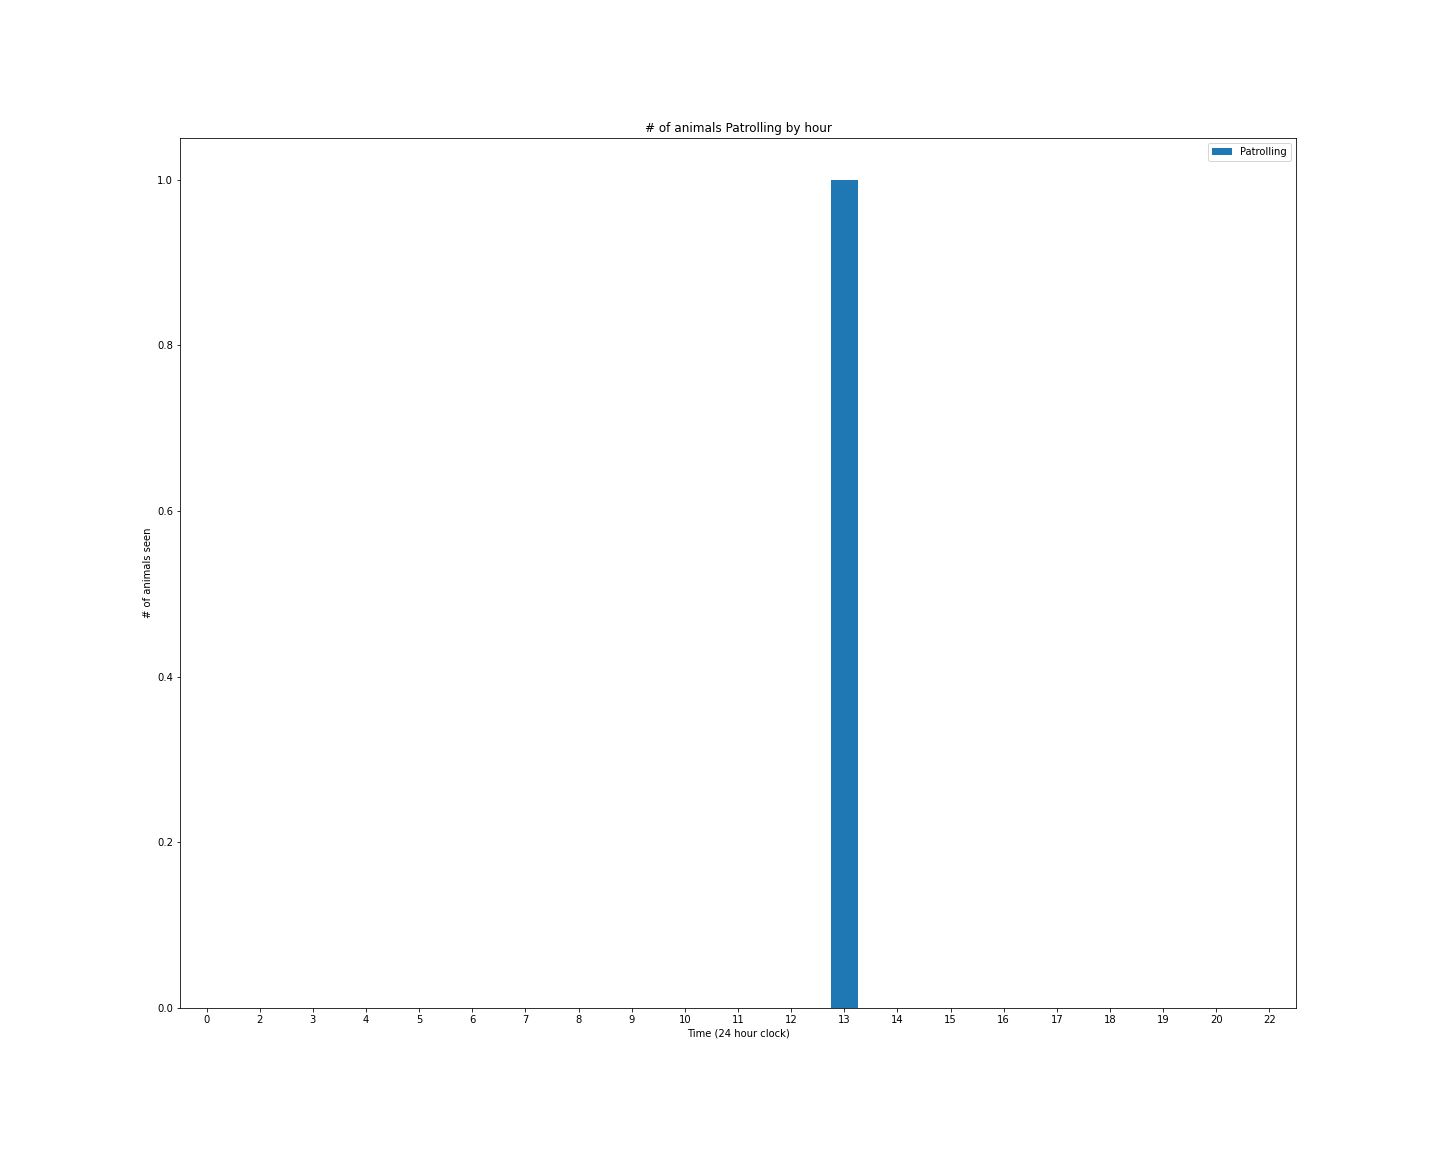 # of animals Patrolling by hour
Patrolling
1.0
0.8
0.6
0.4
0.2
0.0
# of animals seen
0 2 3 4 5 6 7 8 9 10 11 12 13 14 15 16 17 18 19 20 22
Time (24 hour clock)